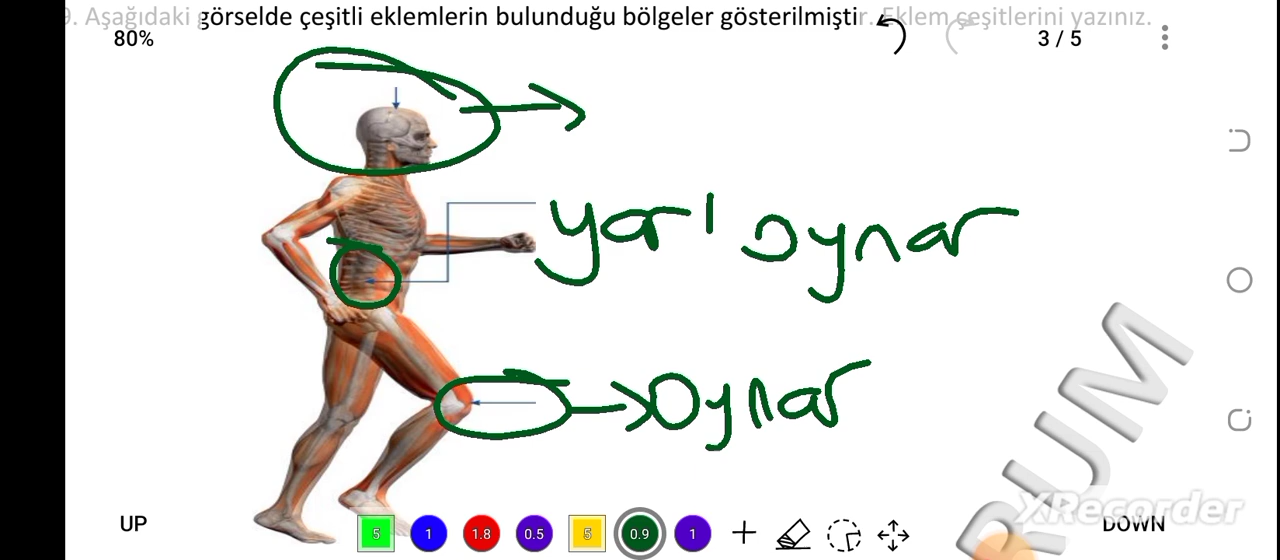 9. Aşağıdaki görselde çeşitli eklemlerin bulunduğu bölgeler gösterilmiştir. Eklem çeşitlerini yazınız.
80%
3 / 5
yarı oynar
Oynar
RUM
XRecorder
UP
5
1
1.8
0.5
5
0.9
1
DOWN